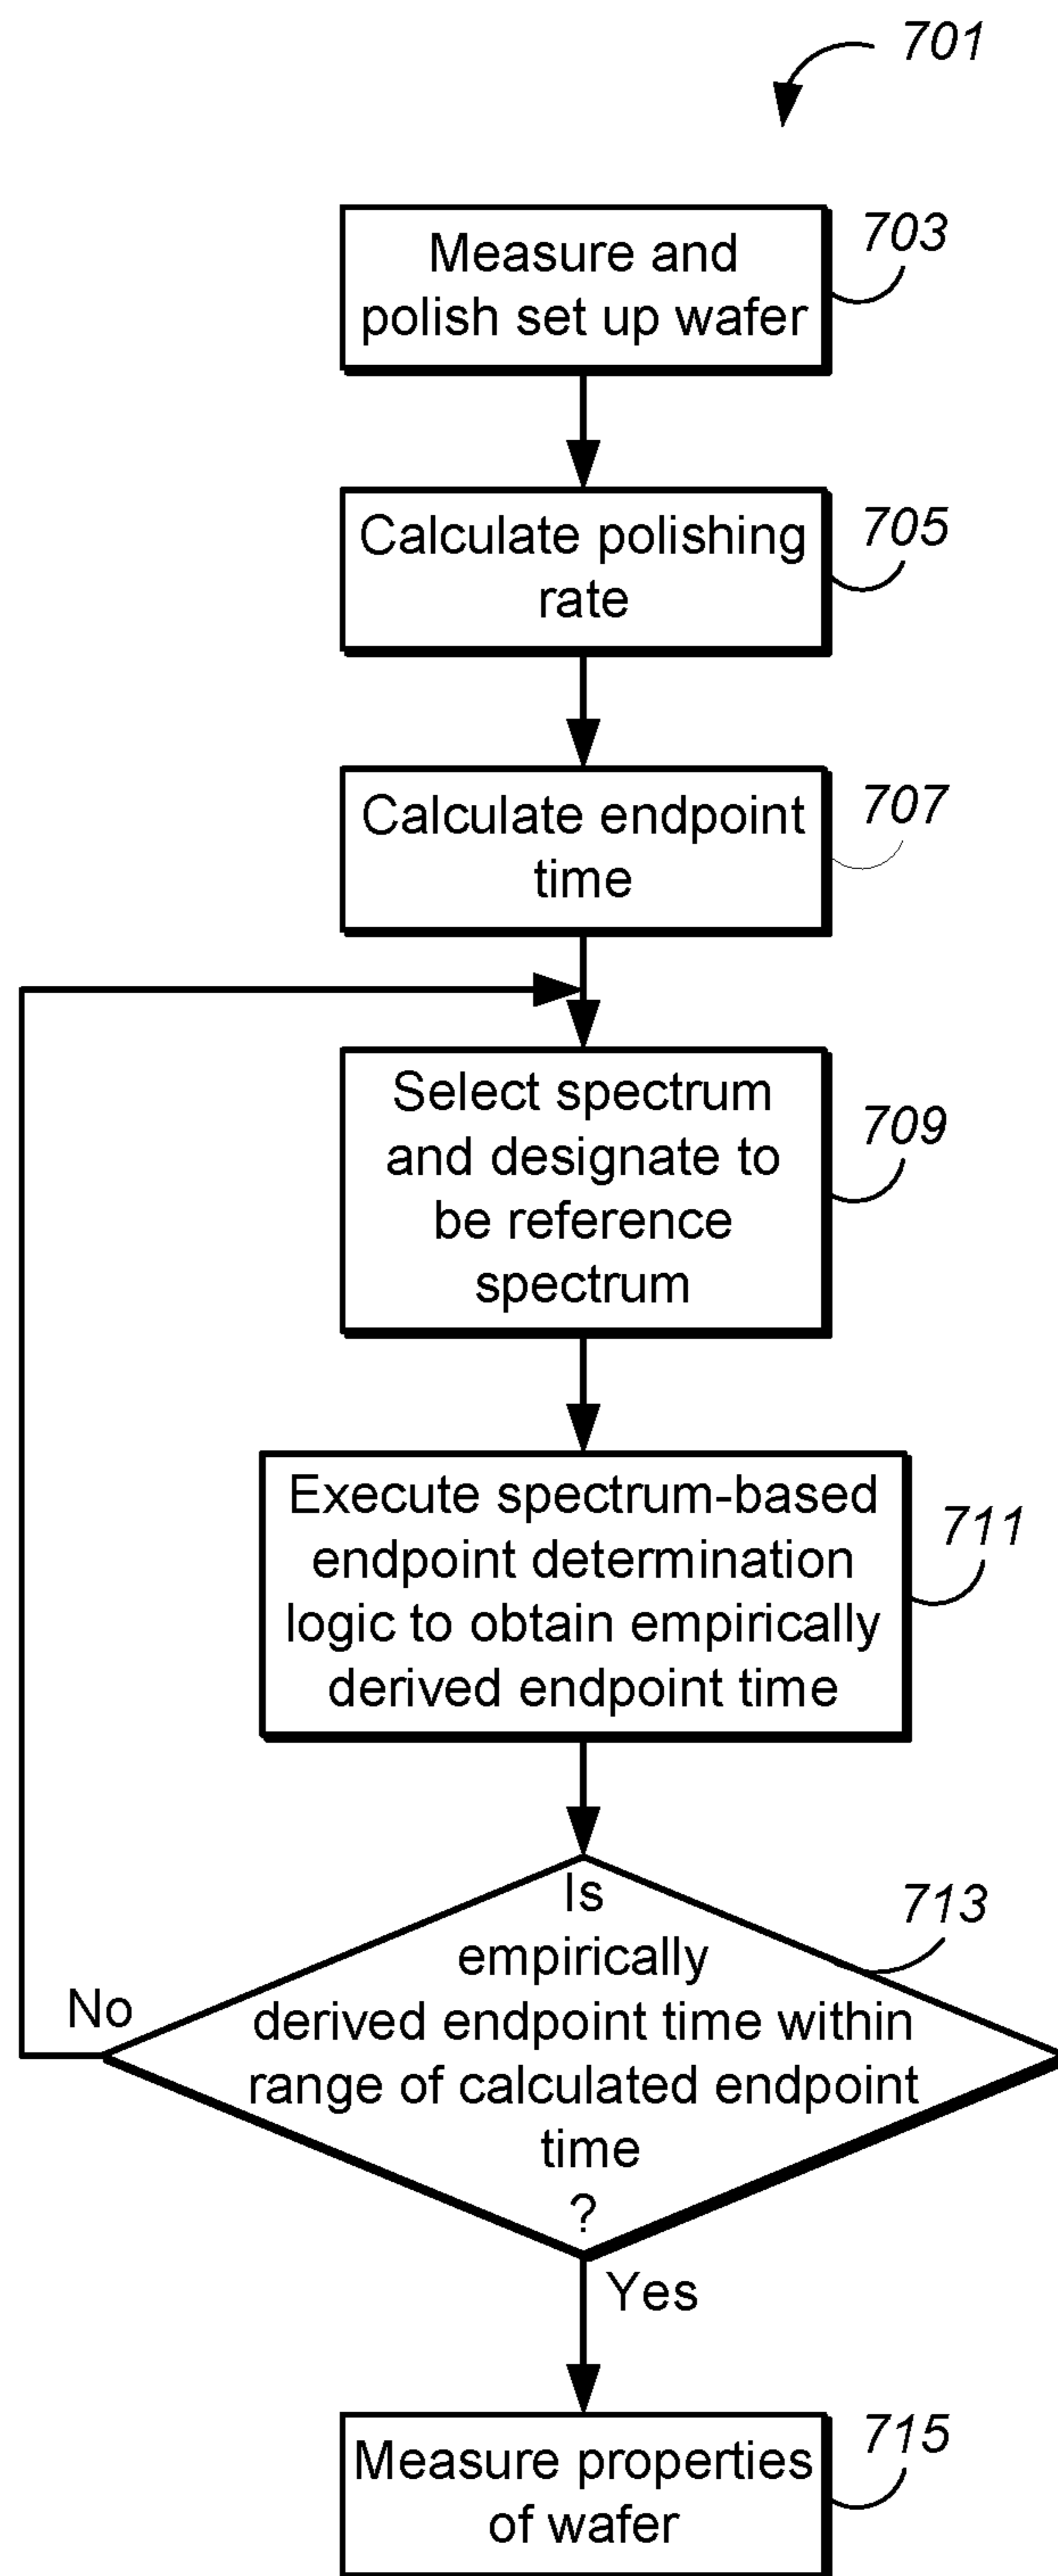 701
Measure and
polish set up wafer
703
Calculate polishing
rate
705
Calculate endpoint
time
707
Select spectrum
and designate to
be reference
spectrum
709
Execute spectrum-based
endpoint determination
logic to obtain empirically
derived endpoint time
711
Is
empirically
derived endpoint time within
range of calculated endpoint
time
?
713
No
Yes
Measure properties
of wafer
715